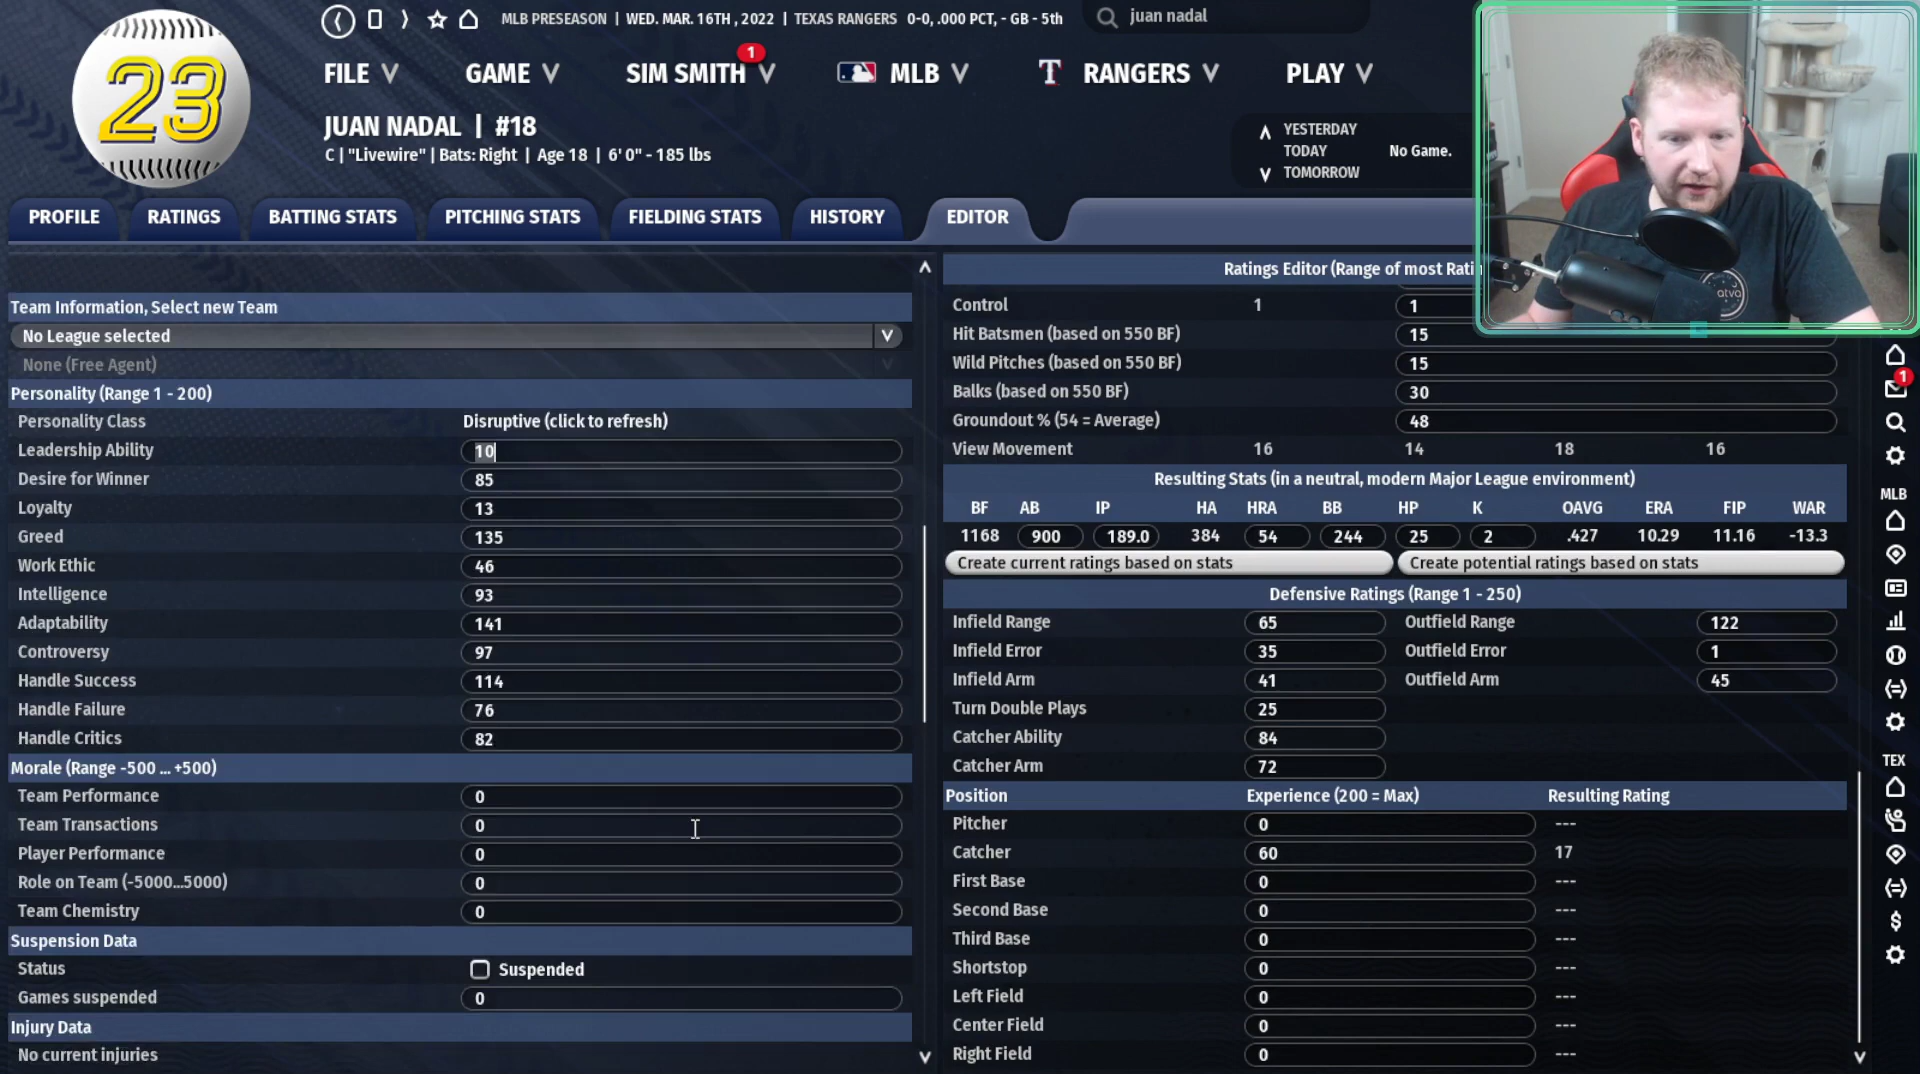 23
MLB PRESEASON | WED. MAR. 16TH , 2022 | TEXAS RANGERS 0-0, .000 PCT, - GB - 5th
juan nadal
FILE
GAME
SIM SMITH
1
MLB
RANGERS
PLAY
JUAN NADAL | #18
C | "Livewire" | Bats: Right | Age 18 | 6' 0" - 185 lbs
YESTERDAY
TODAY
TOMORROW
No Game.
PROFILE
RATINGS
BATTING STATS
PITCHING STATS
FIELDING STATS
HISTORY
EDITOR
Team Information, Select new Team
No League selected
None (Free Agent)
Personality (Range 1 - 200)
Personality Class Disruptive (click to refresh)
Leadership Ability 10
Desire for Winner 85
Loyalty 13
Greed 135
Work Ethic 46
Intelligence 93
Adaptability 141
Controversy 97
Handle Success 114
Handle Failure 76
Handle Critics 82
Morale (Range -500 ... +500)
Team Performance 0
Team Transactions 0
Player Performance 0
Role on Team (-5000...5000) 0
Team Chemistry 0
Suspension Data
Status Suspended
Games suspended 0
Injury Data
No current injuries
Ratings Editor (Range of most Rati
Control 1 1
Hit Batsmen (based on 550 BF) 15
Wild Pitches (based on 550 BF) 15
Balks (based on 550 BF) 30
Groundout % (54 = Average) 48
View Movement 16 14 18 16
Resulting Stats (in a neutral, modern Major League environment)
BF AB IP HA HRA BB HP K OAVG ERA FIP WAR
1168 900 189.0 384 54 244 25 2 .427 10.29 11.16 -13.3
Create current ratings based on stats
Create potential ratings based on stats
Defensive Ratings (Range 1 - 250)
Infield Range 65 Outfield Range 122
Infield Error 35 Outfield Error 1
Infield Arm 41 Outfield Arm 45
Turn Double Plays 25
Catcher Ability 84
Catcher Arm 72
Position Experience (200 = Max) Resulting Rating
Pitcher 0 ---
Catcher 60 17
First Base 0 ---
Second Base 0 ---
Third Base 0 ---
Shortstop 0 ---
Left Field 0 ---
Center Field 0 ---
Right Field 0 ---
atva
1
MLB
TEX
$